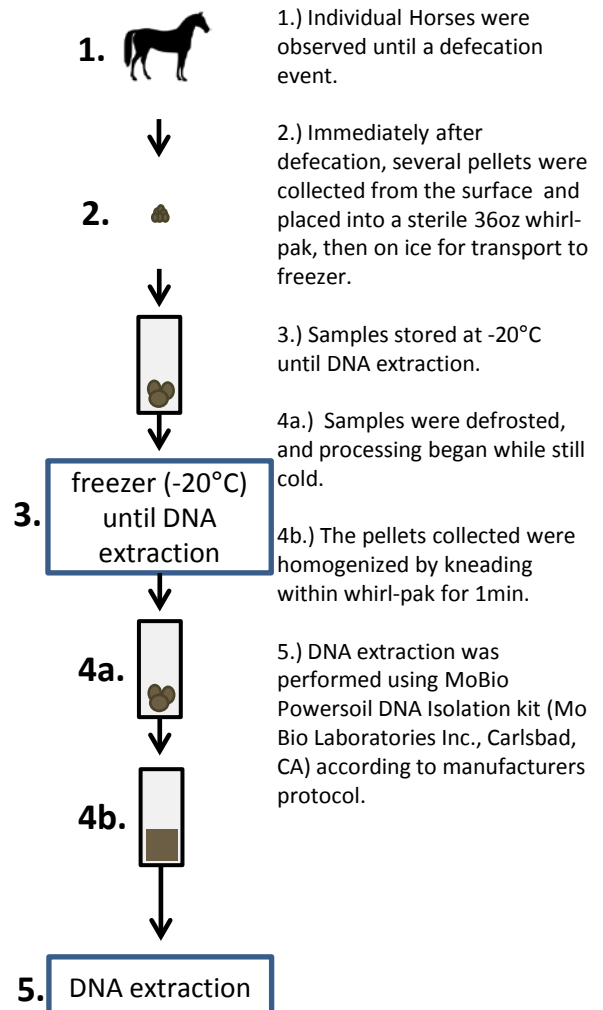 1.
1.) Individual Horses were
observed until a defecation
event.
2.
2.) Immediately after
defecation, several pellets were
collected from the surface and
placed into a sterile 36oz whirl-
pak, then on ice for transport to
freezer.
3.) Samples stored at -20°C
until DNA extraction.
3.
freezer (-20°C)
until DNA
extraction
4a.) Samples were defrosted,
and processing began while still
cold.
4b.) The pellets collected were
homogenized by kneading
within whirl-pak for 1min.
4a.
5.) DNA extraction was
performed using MoBio
Powersoil DNA Isolation kit (Mo
Bio Laboratories Inc., Carlsbad,
CA) according to manufacturers
protocol.
4b.
5.
DNA extraction